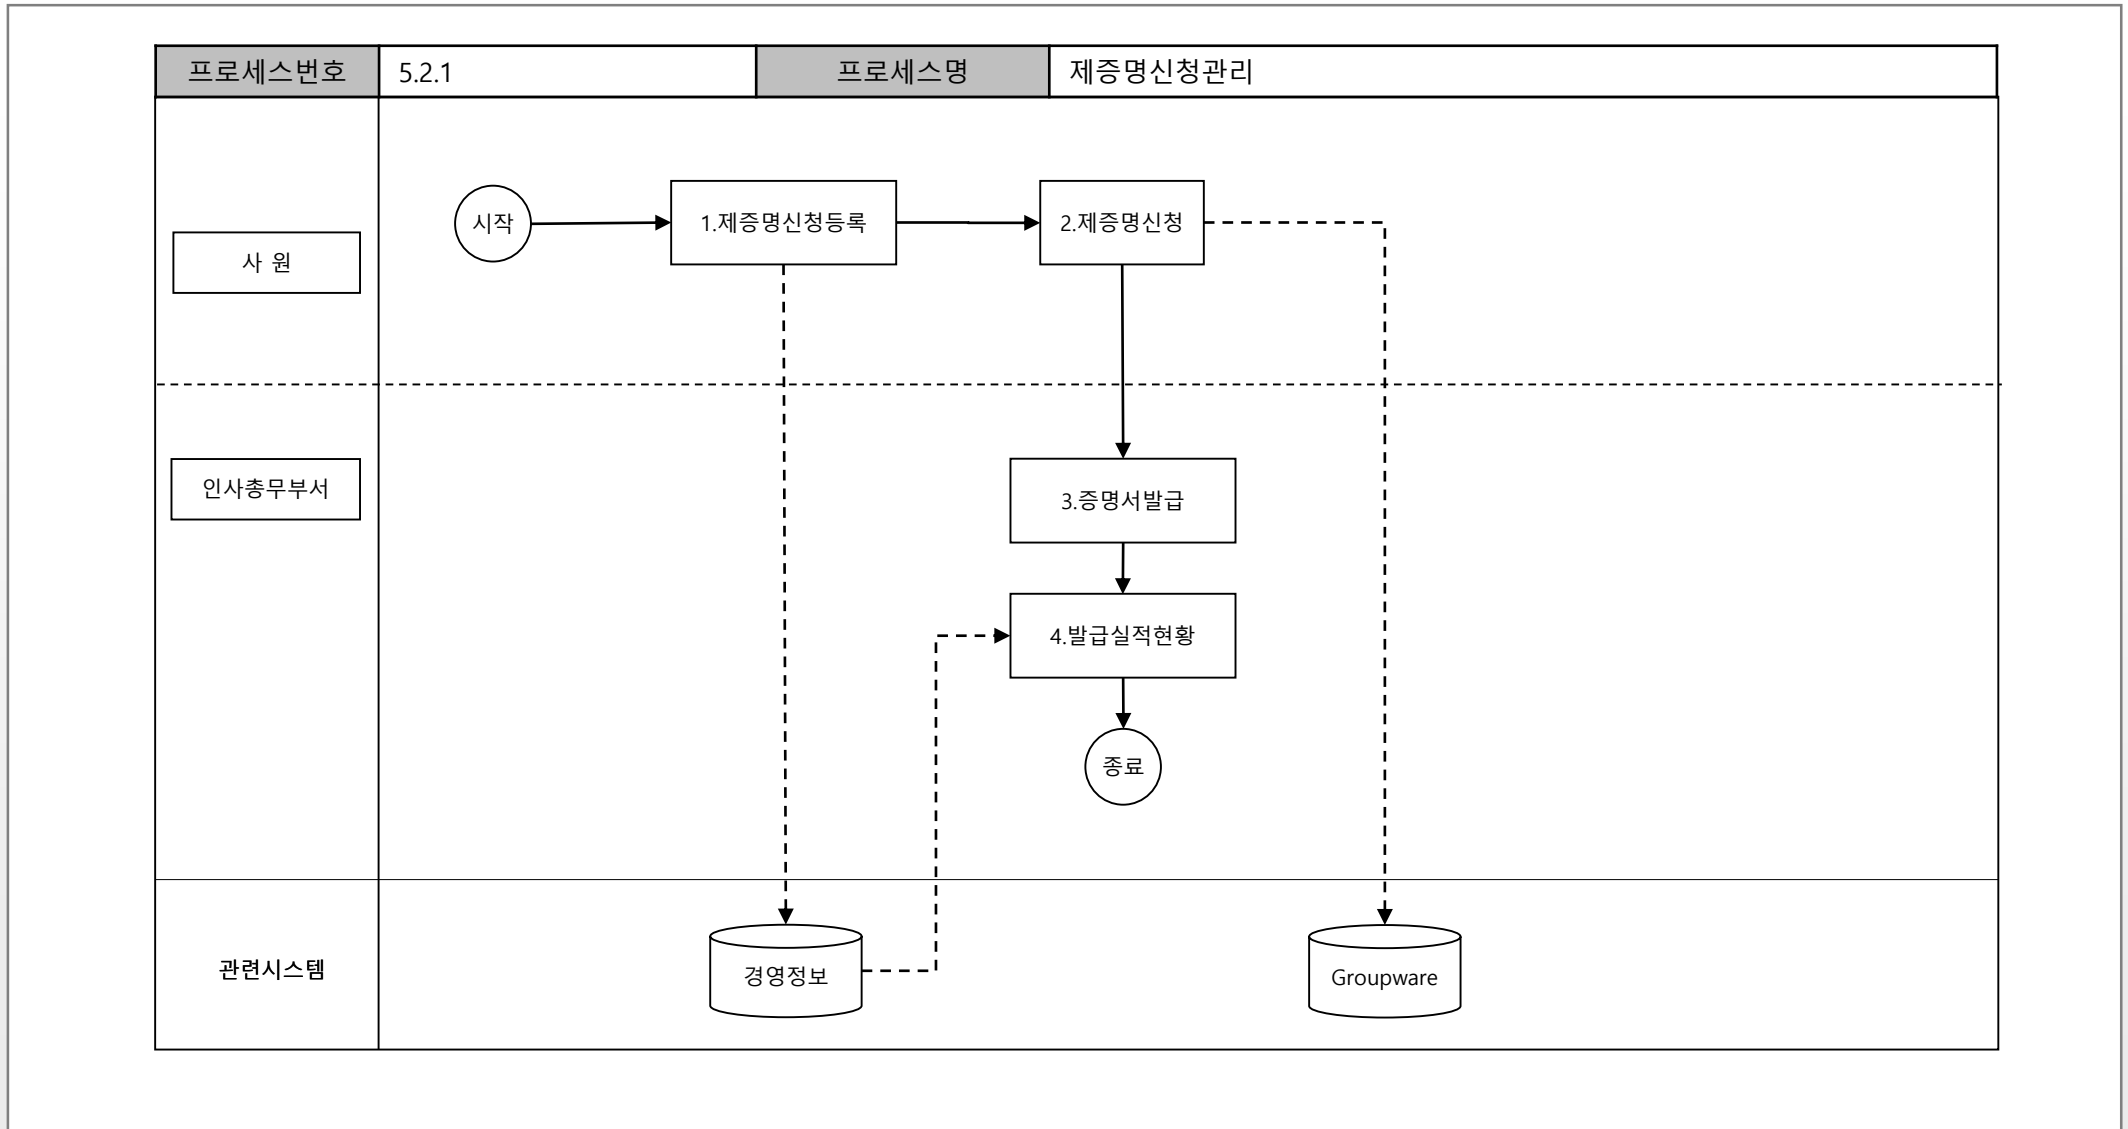 프로세스번호 5.2.1 프로세스명 제증명신청관리
시작 1.제증명신청등록 2.제증명신청
사 원
인사총무부서
3.증명서발급
4.발급실적현황
종료
관련시스템 경영정보 Groupware